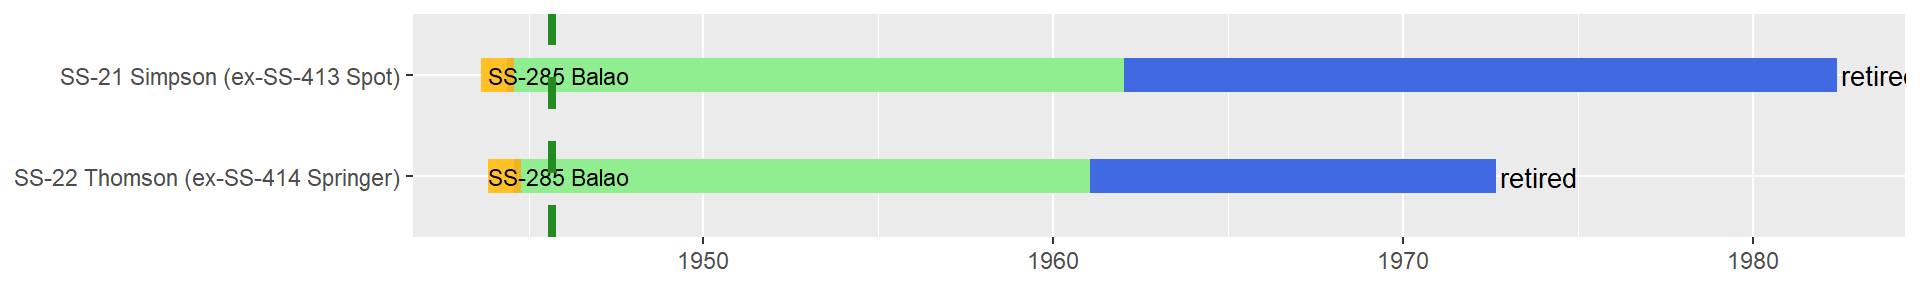 SS-21 Simpson (ex-SS-413 Spot)
SS-285 Balao
retired
SS-22 Thomson (ex-SS-414 Springer)
SS-285 Balao
retired
1950 1960 1970 1980